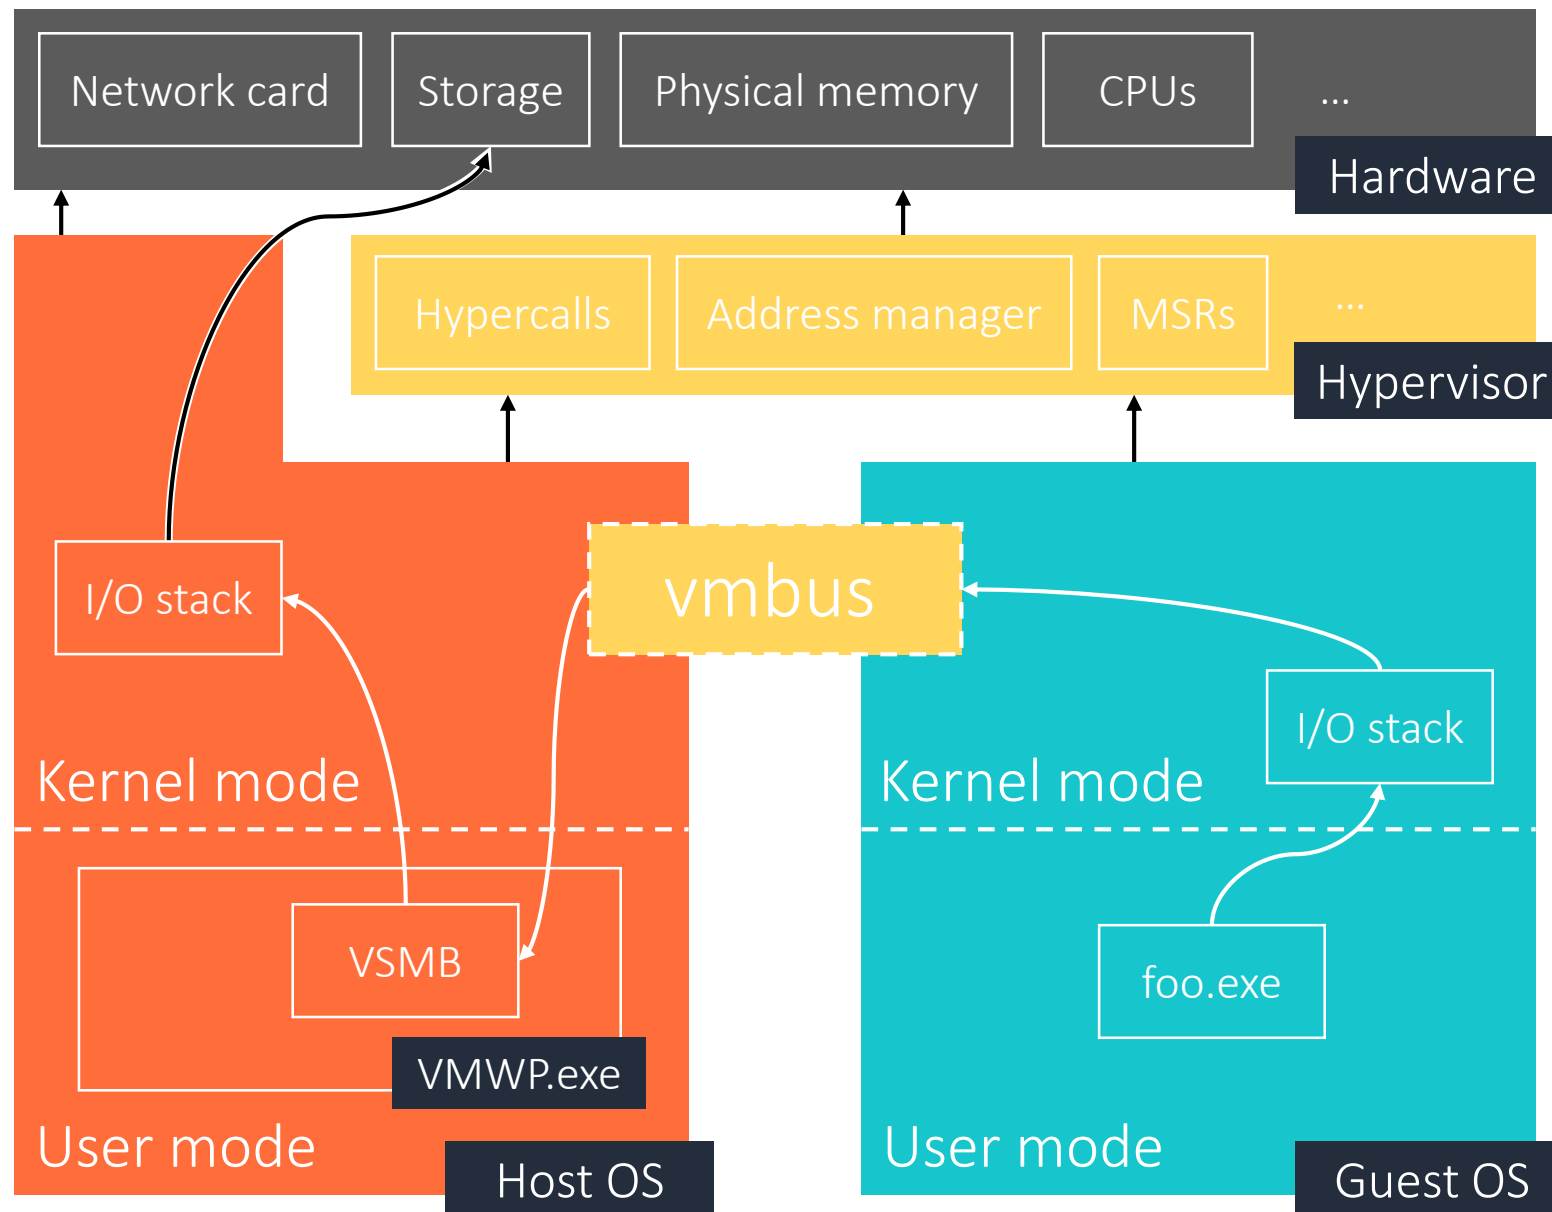 Network card
Storage
Physical memory
CPUs
...
Hardware
Hypercalls
Address manager
MSRs
...
Hypervisor
I/O stack
vmbus
I/O stack
Kernel mode
Kernel mode
VSMB
foo.exe
VMWP.exe
User mode
User mode
Host OS
Guest OS